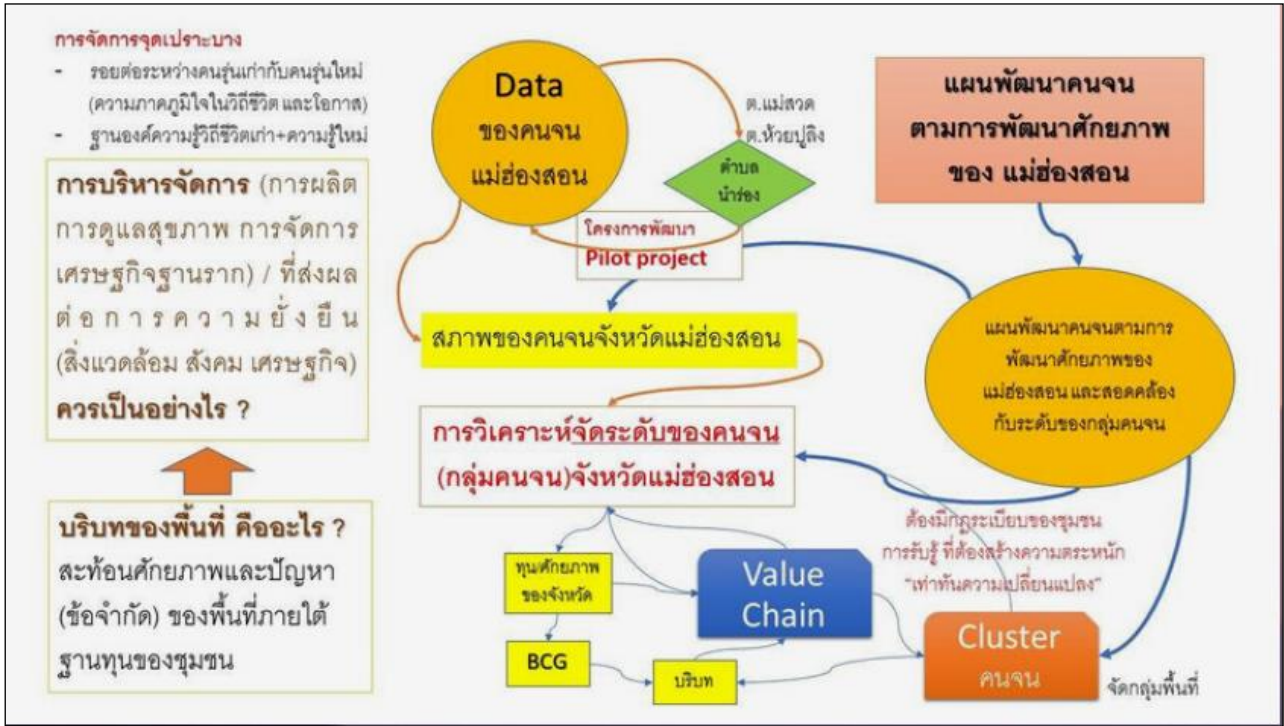 การจัดการจุดเปราะบาง
- รอยต่อระหว่างคนรุ่นเก่ากับคนรุ่นใหม่
(ความภาคภูมิใจในวิถีชีวิต และโอกาส)
- ฐานองค์ความรู้วิถีชีวิตเก่า+ความรู้ใหม่
การบริหารจัดการ (การผลิต
การดูแลสุขภาพ การจัดการ
เศรษฐกิจฐานราก) / ที่ส่งผล
ต่อการความยั่งยืน
(สิ่งแวดล้อม สังคม เศรษฐกิจ)
ควรเป็นอย่างไร ?
บริบทของพื้นที่ คืออะไร ?
สะท้อนศักยภาพและปัญหา
(ข้อจำกัด) ของพื้นที่ภายใต้
ฐานทุนของชุมชน
Data
ของคนจน
แม่ฮ่องสอน
ต.แม่สวด
ต.ห้วยปูลิง
ตำบล
นำร่อง
โครงการพัฒนา
Pilot project
สภาพของคนจนจังหวัดแม่ฮ่องสอน
การวิเคราะห์จัดระดับของคนจน
(กลุ่มคนจน)จังหวัดแม่ฮ่องสอน
ทุน/ศักยภาพ
ของจังหวัด
BCG
บริบท
Value
Chain
แผนพัฒนาคนจน
ตามการพัฒนาศักยภาพ
ของ แม่ฮ่องสอน
แผนพัฒนาคนจนตามการ
พัฒนาศักยภาพของ
แม่ฮ่องสอน และสอดคล้อง
กับระดับของกลุ่มคนจน
ต้องมีกฎระเบียบของชุมชน
การรับรู้ ที่ต้องสร้างความตระหนัก
"เท่าทันความเปลี่ยนแปลง"
Cluster
คนจน
จัดกลุ่มพื้นที่